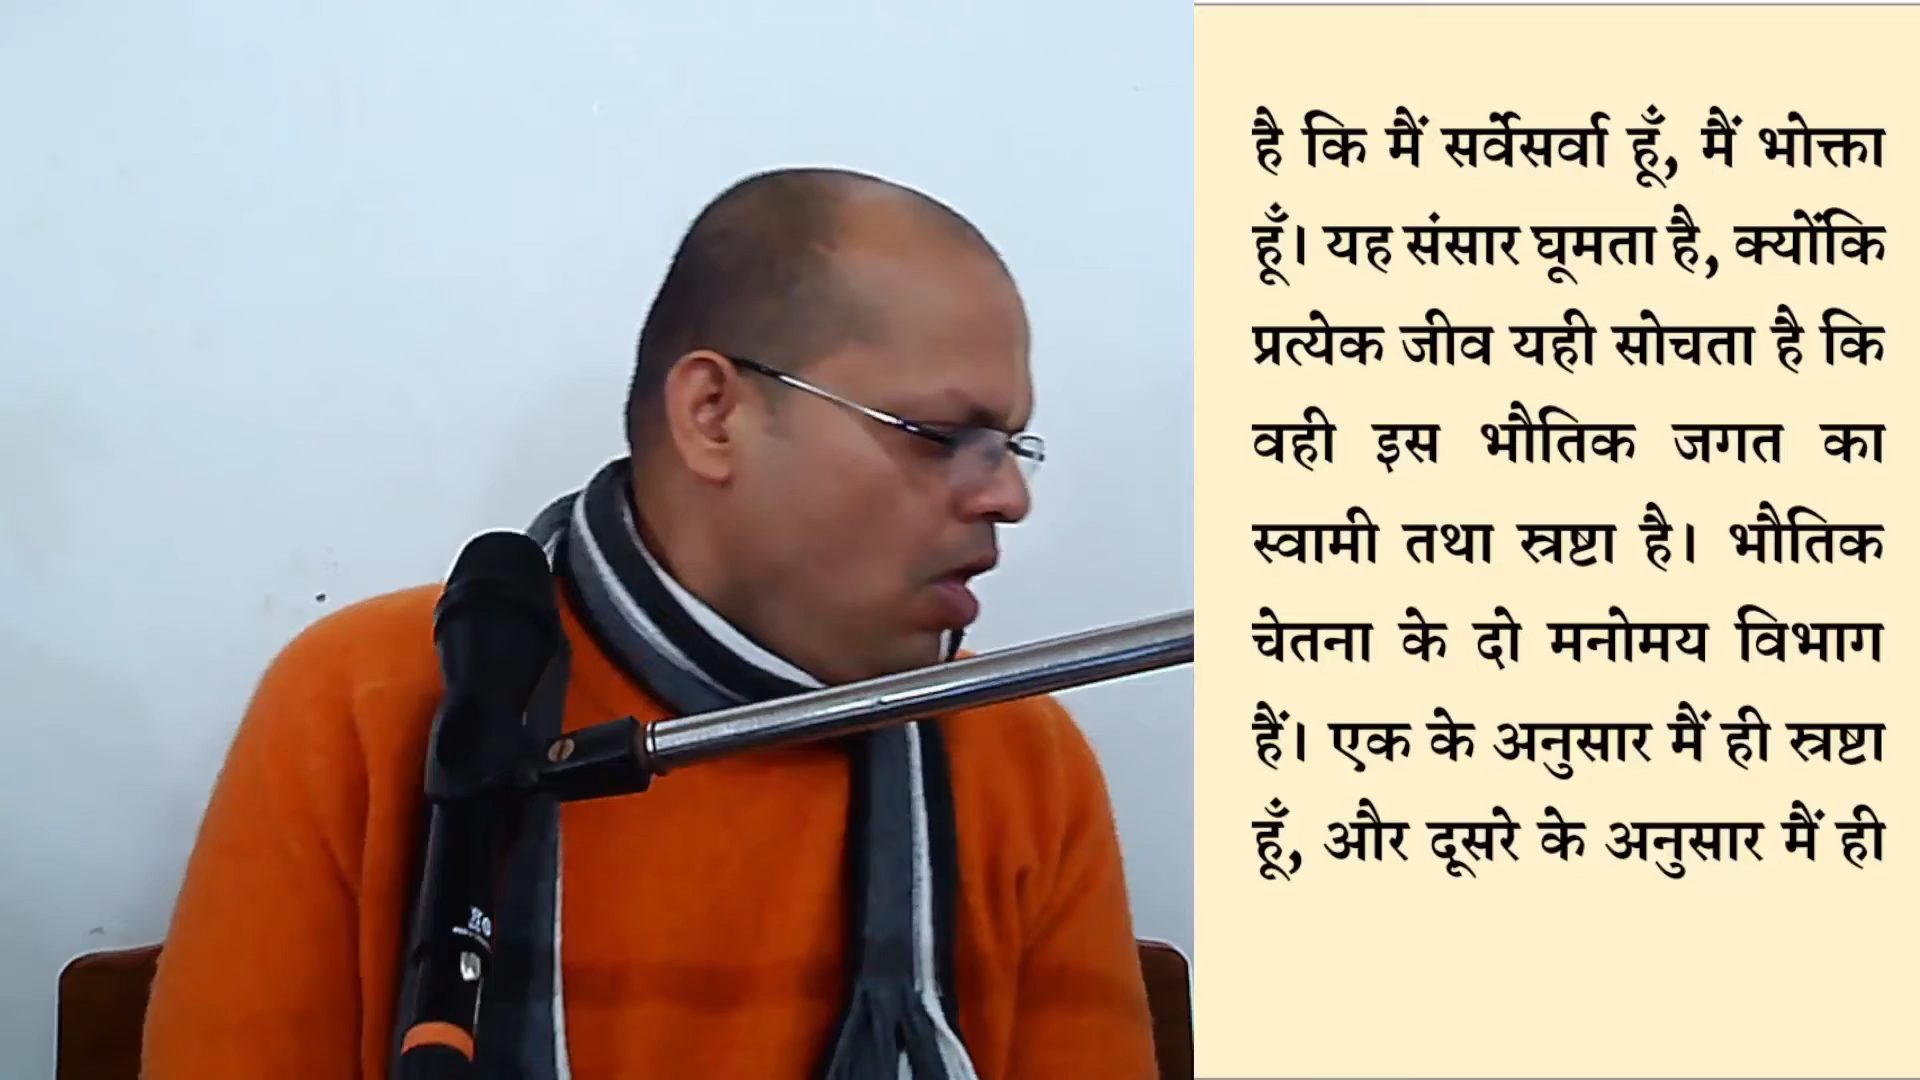 है कि मैं सर्वेसर्वा हूँ, मैं भोक्ता
हूँ। यह संसार घूमता है, क्योंकि
प्रत्येक जीव यही सोचता है कि
वही इस भौतिक जगत का
स्वामी तथा स्रष्टा है। भौतिक
चेतना के दो मनोमय विभाग
हैं। एक के अनुसार मैं ही स्रष्टा
हूँ, और दूसरे के अनुसार मैं ही